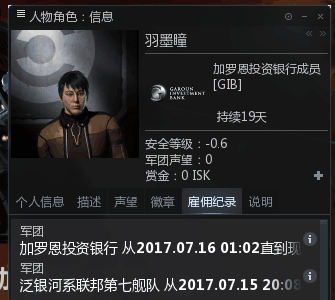 人物角色：信息
羽墨曈
加罗恩投资银行成员
[GIB]
GAROUN
INVESTMENT
BANK
持续19天
安全等级：-0.6
军团声望：0
赏金：0 ISK
个人信息 描述 声望 徽章 雇佣纪录 说明
军团
加罗恩投资银行 从2017.07.16 01:02直到现
军团
泛银河系联邦第七舰队 从2017.07.15 20:08